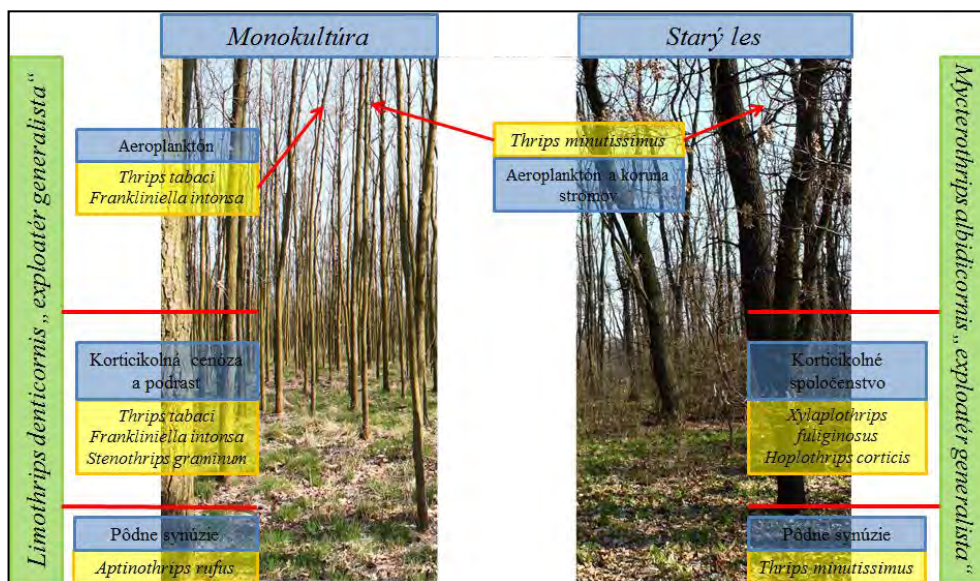 Monokultúra
Starý les
Limothrips denticornis „ exploatér generalista“
Aeroplanktón
Thrips tabaci
Frankliniella intonsa
Thrips minutissimus
Aeroplanktón a koruna
stromov
Korticikolná cenóza
a podrast
Thrips tabaci
Frankliniella intonsa
Stenothrips graminum
Korticikolné
spoločenstvo
Xylaplothrips
fuliginosus
Hoplothrips corticis
Pôdne synúzie
Aptinothrips rufus
Pôdne synúzie
Thrips minutissimus
Mycterothrips albidicornis „exploatér generalista“